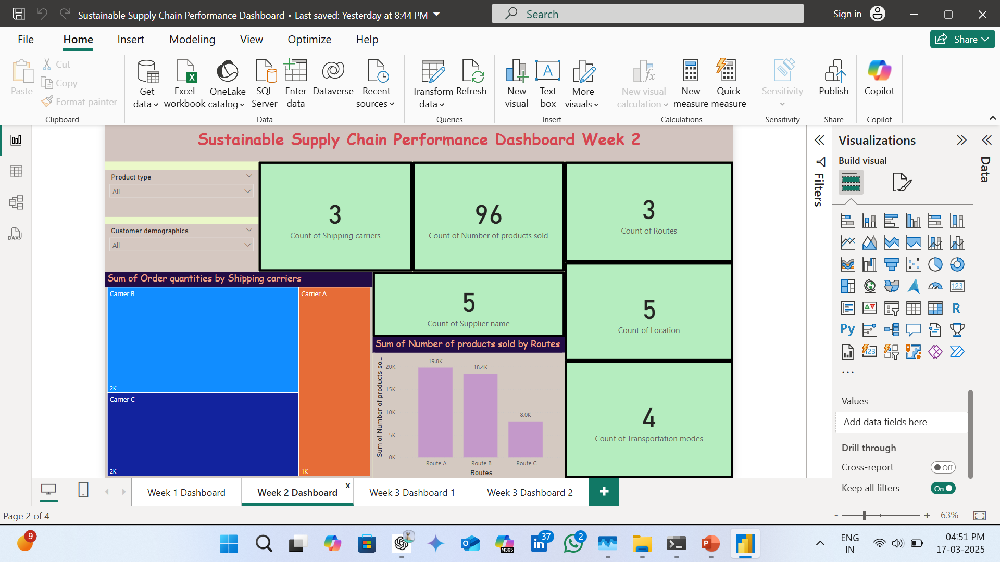 Sustainable Supply Chain Performance Dashboard • Last saved: Yesterday at 8:44 PM
Search
Sign in
File
Home
Insert
Modeling
View
Optimize
Help
Share
Paste
Cut
Copy
Format painter
Clipboard
Get
data
Excel
workbook
OneLake
catalog
SQL
Server
Enter
data
Dataverse
Recent
sources
Data
Transform
data
Refresh
Queries
New
visual
Text
box
More
visuals
Insert
New visual
calculation
New
measure
Quick
measure
Calculations
Sensitivity
Sensitivity
Publish
Share
Copilot
Copilot
DAX
Sustainable Supply Chain Performance Dashboard Week 2
Product type
All
Customer demographics
All
3
Count of Shipping carriers
96
Count of Number of products sold
3
Count of Routes
5
Count of Supplier name
5
Count of Location
4
Count of Transportation modes
Sum of Order quantities by Shipping carriers
Carrier B
2K
Carrier C
2K
Carrier A
1K
Sum of Number of products sold by Routes
Sum of Number of products so...
20K
15K
10K
5K
0K
19.8K
18.4K
8.0K
Route A
Route B
Route C
Routes
Filters
Visualizations
Build visual
123
R
Py
123
...
Values
Add data fields here
Drill through
Cross-report
Off
Keep all filters
On
Data
Week 1 Dashboard
Week 2 Dashboard
x
Week 3 Dashboard 1
Week 3 Dashboard 2
+
Page 2 of 4
- + 63%
9
M365
37
in
2
P
ENG
IN
04:51 PM
17-03-2025